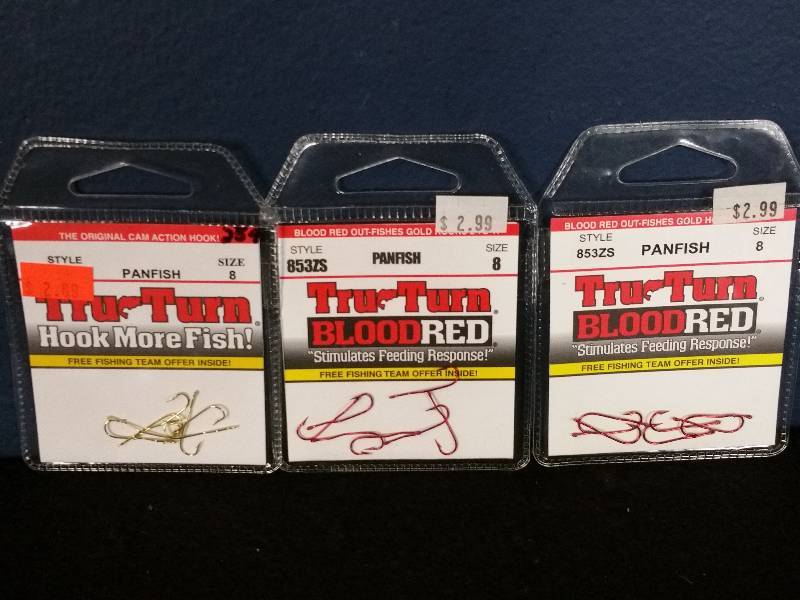 THE ORIGINAL CAM ACTION HOOK!
STYLE
PANFISH
SIZE
8
$ 2.89
Tru Turn
Hook More Fish!
FREE FISHING TEAM OFFER INSIDE!
BLOOD RED OUT-FISHES GOLD
$ 2.99
STYLE
853ZS
PANFISH
SIZE
8
Tru Turn
BLOODRED
"Stimulates Feeding Response!"
FREE FISHING TEAM OFFER INSIDE!
BLOOD RED OUT-FISHES GOLD
$2.99
STYLE
853ZS
PANFISH
SIZE
8
Tru Turn
BLOODRED
"Stimulates Feeding Response!"
FREE FISHING TEAM OFFER INSIDE!